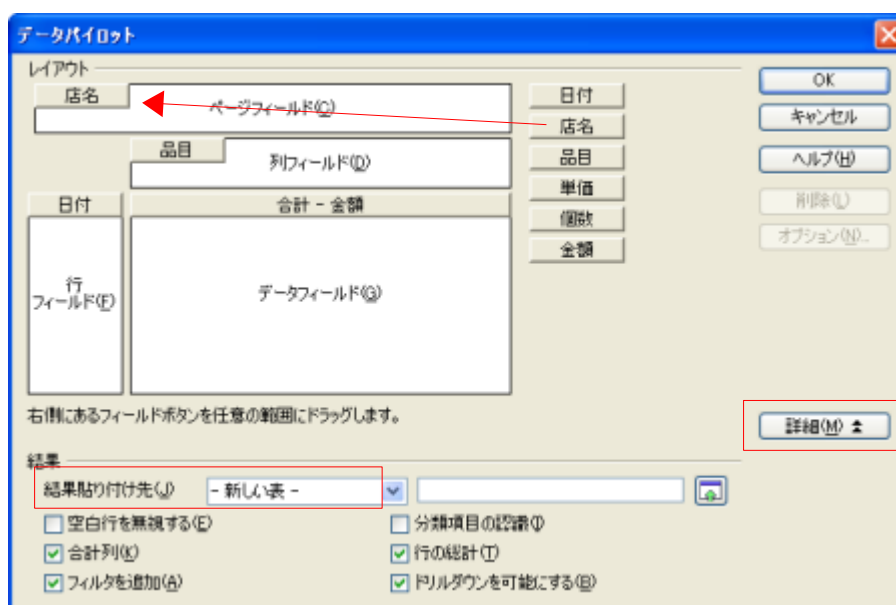 データパイロット
レイアウト
店名
ページフィールド(C)
品目
列フィールド(D)
日付
合計 - 金額
行
フィールド(F)
データフィールド(G)
日付
店名
品目
単価
個数
金額
OK
キャンセル
ヘルプ(H)
削除(L)
オプション(N)...
右側にあるフィールドボタンを任意の範囲にドラッグします。
詳細(M)
結果
結果貼り付け先(J)
- 新しい表 -
空白行を無視する(E)
分類項目の認識(I)
合計列(K)
行の総計(T)
フィルタを追加(A)
ドリルダウンを可能にする(B)